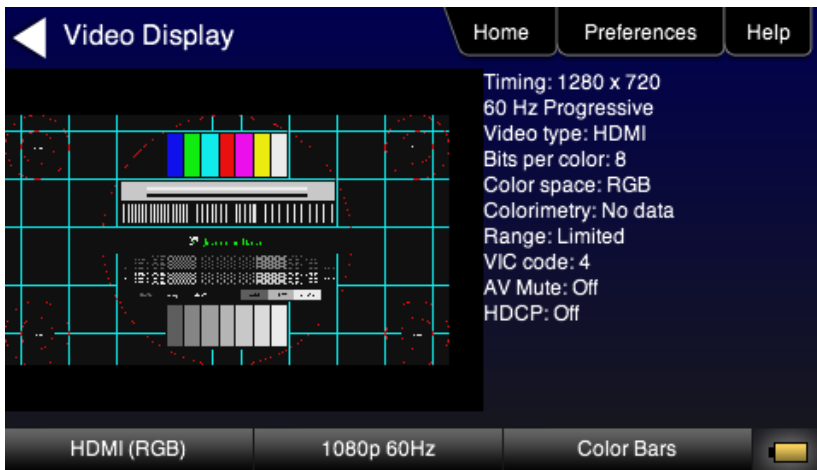 Video Display
Home
Preferences
Help
Timing: 1280 x 720
60 Hz Progressive
Video type: HDMI
Bits per color: 8
Color space: RGB
Colorimetry: No data
Range: Limited
VIC code: 4
AV Mute: Off
HDCP: Off
HDMI (RGB)
1080p 60Hz
Color Bars